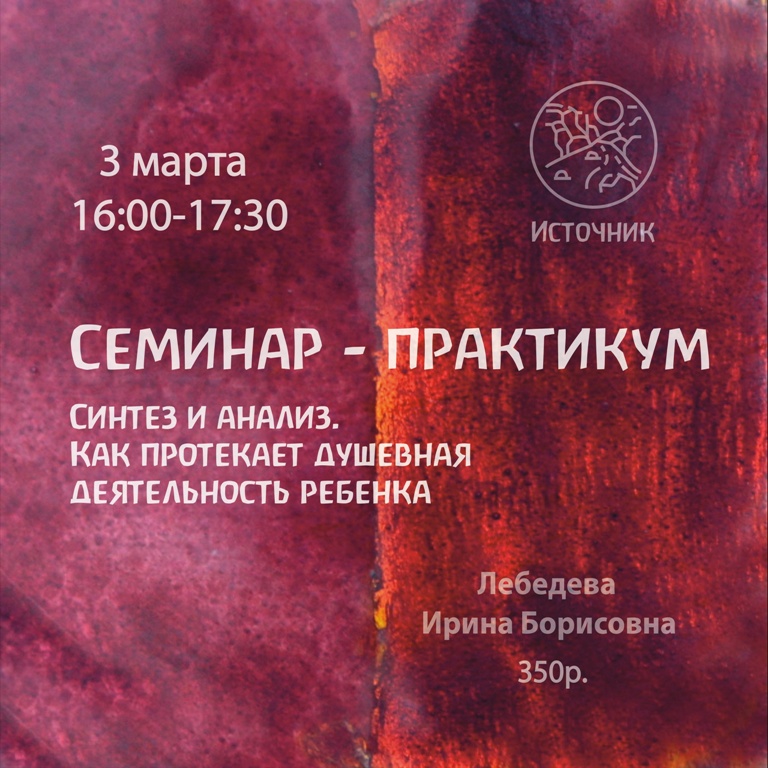 3 марта
16:00-17:30
Источник
Семинар - практикум
Синтез и анализ.
Как протекает душевная
деятельность ребенка
Лебедева
Ирина Борисовна
350р.